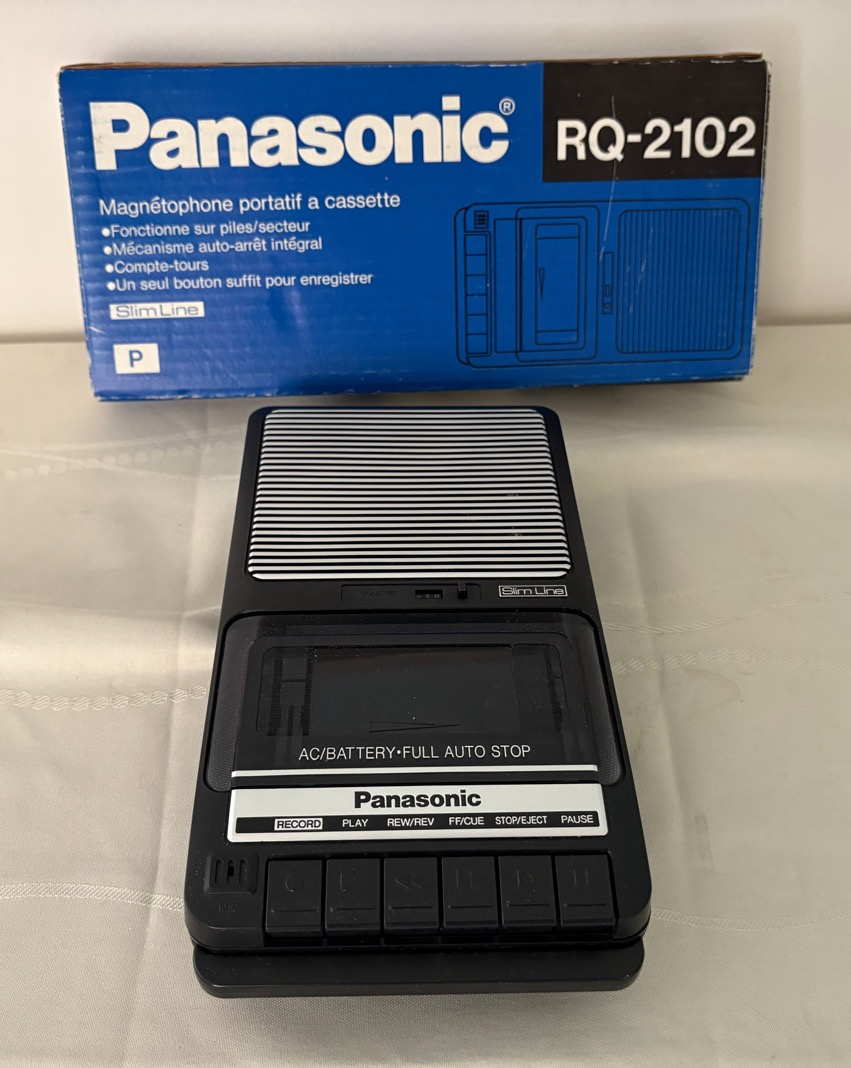 Panasonic®
RQ-2102
Magnétophone portatif a cassette
●Fonctionne sur piles/secteur
●Mécanisme auto-arrêt intégral
●Compte-tours
●Un seul bouton suffit pour enregistrer
SlimLine
P
Slim Line
AC/BATTERY•FULL AUTO STOP
Panasonic
RECORD PLAY REW/REV FF/CUE STOP/EJECT PAUSE
MIC